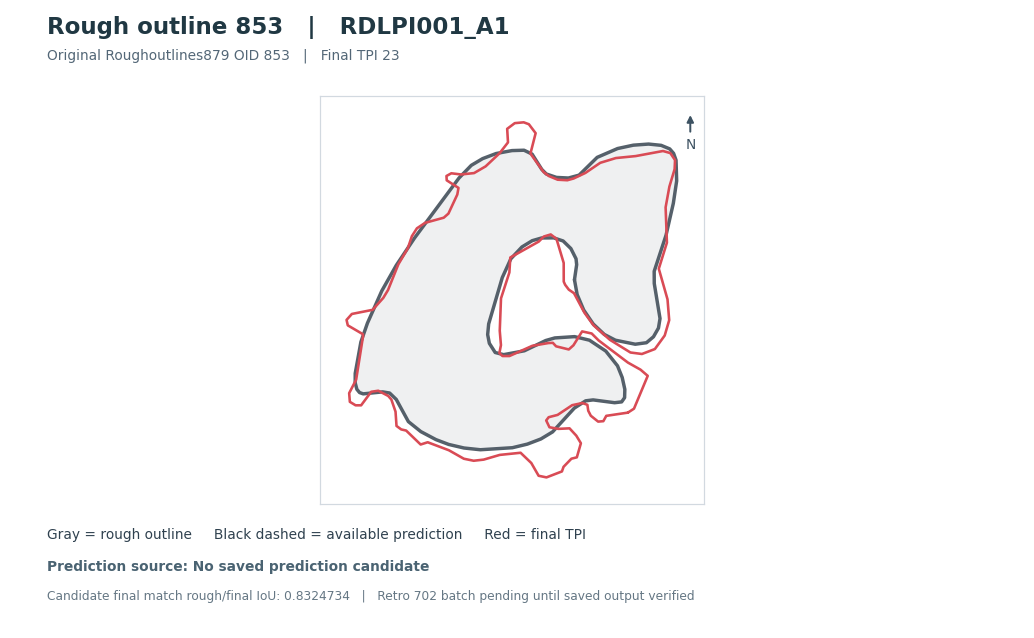 Rough outline 853 | RDLPI001_A1
Original Roughoutlines879 OID 853 | Final TPI 23
N
Gray = rough outline Black dashed = available prediction Red = final TPI
Prediction source: No saved prediction candidate
Candidate final match rough/final IoU: 0.8324734 | Retro 702 batch pending until saved output verified